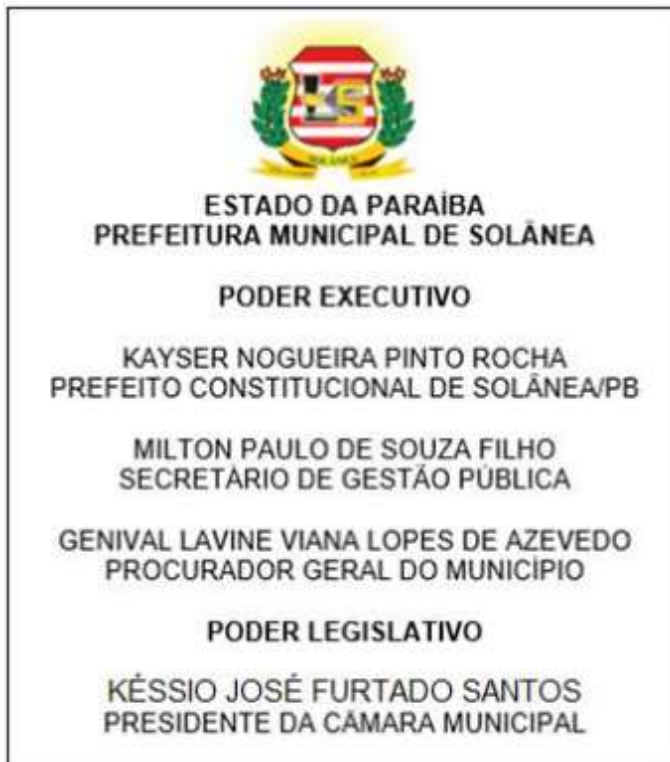 SOLÂNEA
ESTADO DA PARAÍBA
PREFEITURA MUNICIPAL DE SOLÂNEA
PODER EXECUTIVO
KAYSER NOGUEIRA PINTO ROCHA
PREFEITO CONSTITUCIONAL DE SOLÂNEA/PB
MILTON PAULO DE SOUZA FILHO
SECRETÁRIO DE GESTÃO PÚBLICA
GENIVAL LAVINE VIANA LOPES DE AZEVEDO
PROCURADOR GERAL DO MUNICÍPIO
PODER LEGISLATIVO
KÉSSIO JOSÉ FURTADO SANTOS
PRESIDENTE DA CÂMARA MUNICIPAL